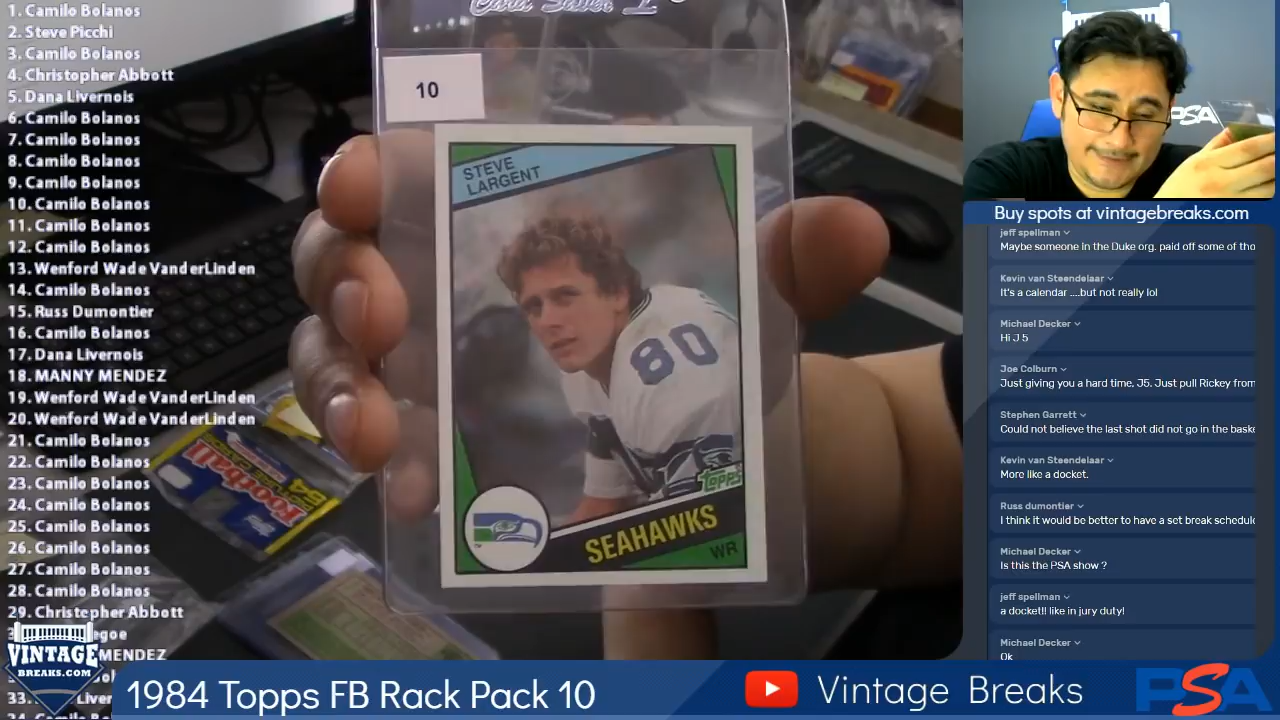 1. Camilo Bolanos
2. Steve Picchi
3. Camilo Bolanos
4. Christopher Abbott
5. Dana Livernois
6. Camilo Bolanos
7. Camilo Bolanos
8. Camilo Bolanos
9. Camilo Bolanos
10. Camilo Bolanos
11. Camilo Bolanos
12. Camilo Bolanos
13. Wenford Wade VanderLinden
14. Camilo Bolanos
15. Russ Dumontier
16. Camilo Bolanos
17. Dana Livernois
18. MANNY MENDEZ
19. Wenford Wade VanderLinden
20. Wenford Wade VanderLinden
21. Camilo Bolanos
22. Camilo Bolanos
23. Camilo Bolanos
24. Camilo Bolanos
25. Camilo Bolanos
26. Camilo Bolanos
27. Camilo Bolanos
28. Camilo Bolanos
29. Christopher Abbott
MENDEZ
33.
VINTAGE
BREAKS.COM
Card Saver I
10
STEVE
LARGENT
80
TOPPS
SEAHAWKS
WR
Football
54
PSA
Buy spots at vintagebreaks.com
jeff spellman
Maybe someone in the Duke org. paid off some of tho
Kevin van Steendelaar
It's a calendar ....but not really lol
Michael Decker
Hi J 5
Joe Colburn
Just giving you a hard time, J5. Just pull Rickey from
Stephen Garrett
Could not believe the last shot did not go in the baske
Kevin van Steendelaar
More like a docket.
Russ dumontier
I think it would be better to have a set break schedule
Michael Decker
Is this the PSA show ?
jeff spellman
a docket!! like in jury duty!
Michael Decker
Ok
1984 Topps FB Rack Pack 10
Vintage Breaks
PSA